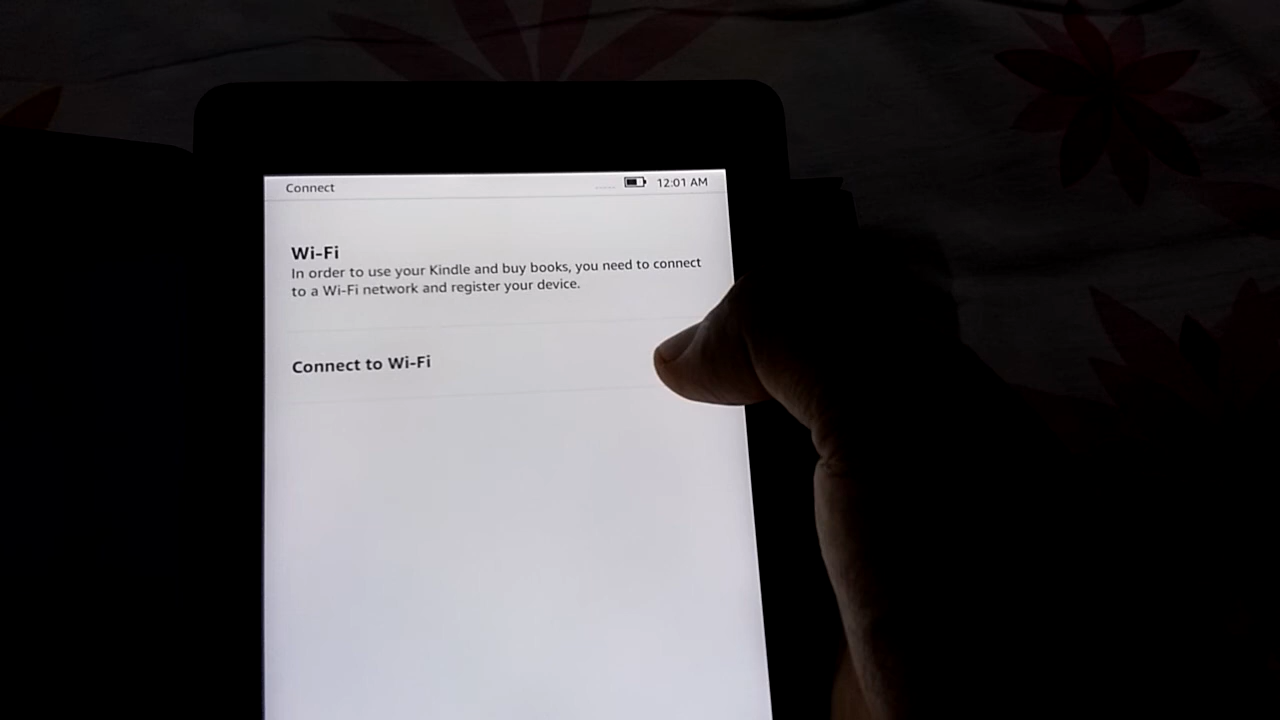 Connect 12:01 AM
Wi-Fi
In order to use your Kindle and buy books, you need to connect
to a Wi-Fi network and register your device.
Connect to Wi-Fi